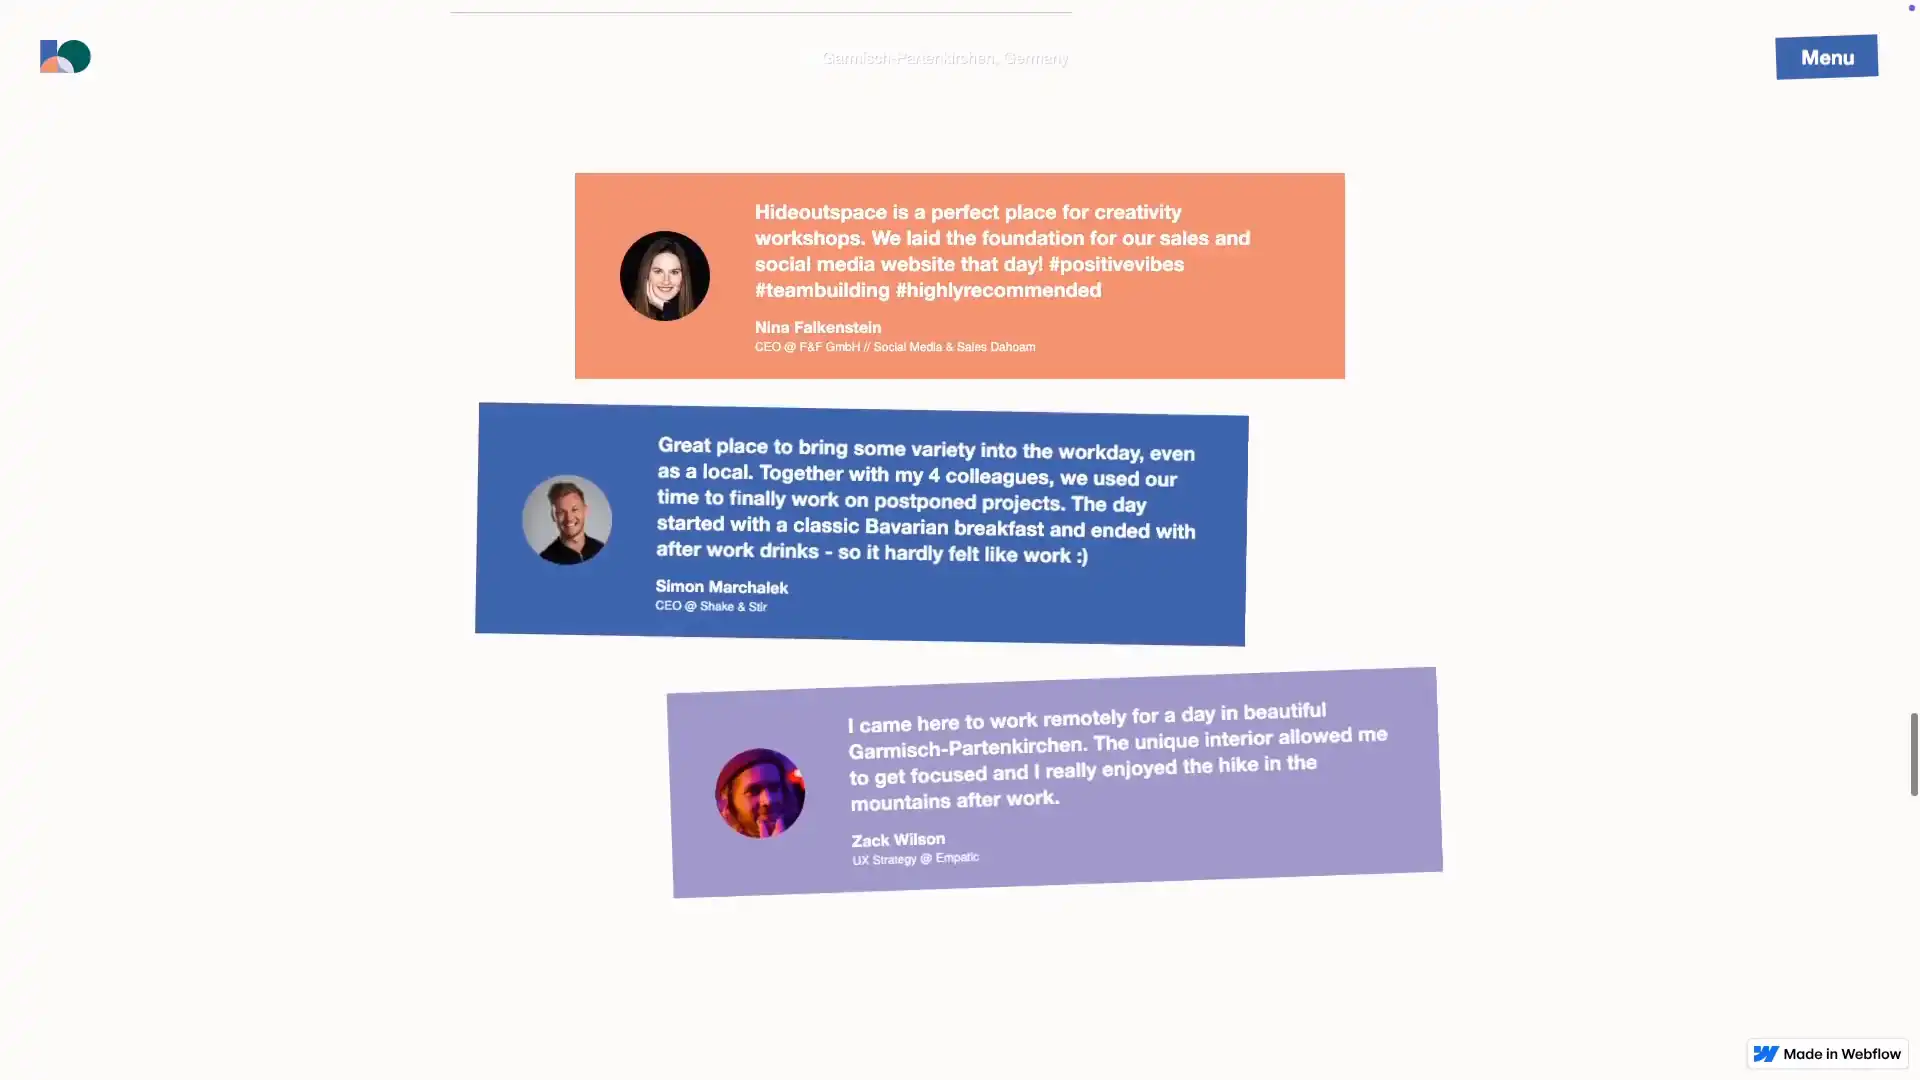 Garmisch-Partenkirchen, Germany
Menu
Hideoutspace is a perfect place for creativity
workshops. We laid the foundation for our sales and
social media website that day! #positivevibes
#teambuilding #highlyrecommended
Nina Falkenstein
CEO @ F&F GmbH // Social Media & Sales Dahoam
Great place to bring some variety into the workday, even
as a local. Together with my 4 colleagues, we used our
time to finally work on postponed projects. The day
started with a classic Bavarian breakfast and ended with
after work drinks - so it hardly felt like work :)
Simon Marchalek
CEO @ Shake & Stir
I came here to work remotely for a day in beautiful
Garmisch-Partenkirchen. The unique interior allowed me
to get focused and I really enjoyed the hike in the
mountains after work.
Zack Wilson
UX Strategy @ Empatic
Made in Webflow